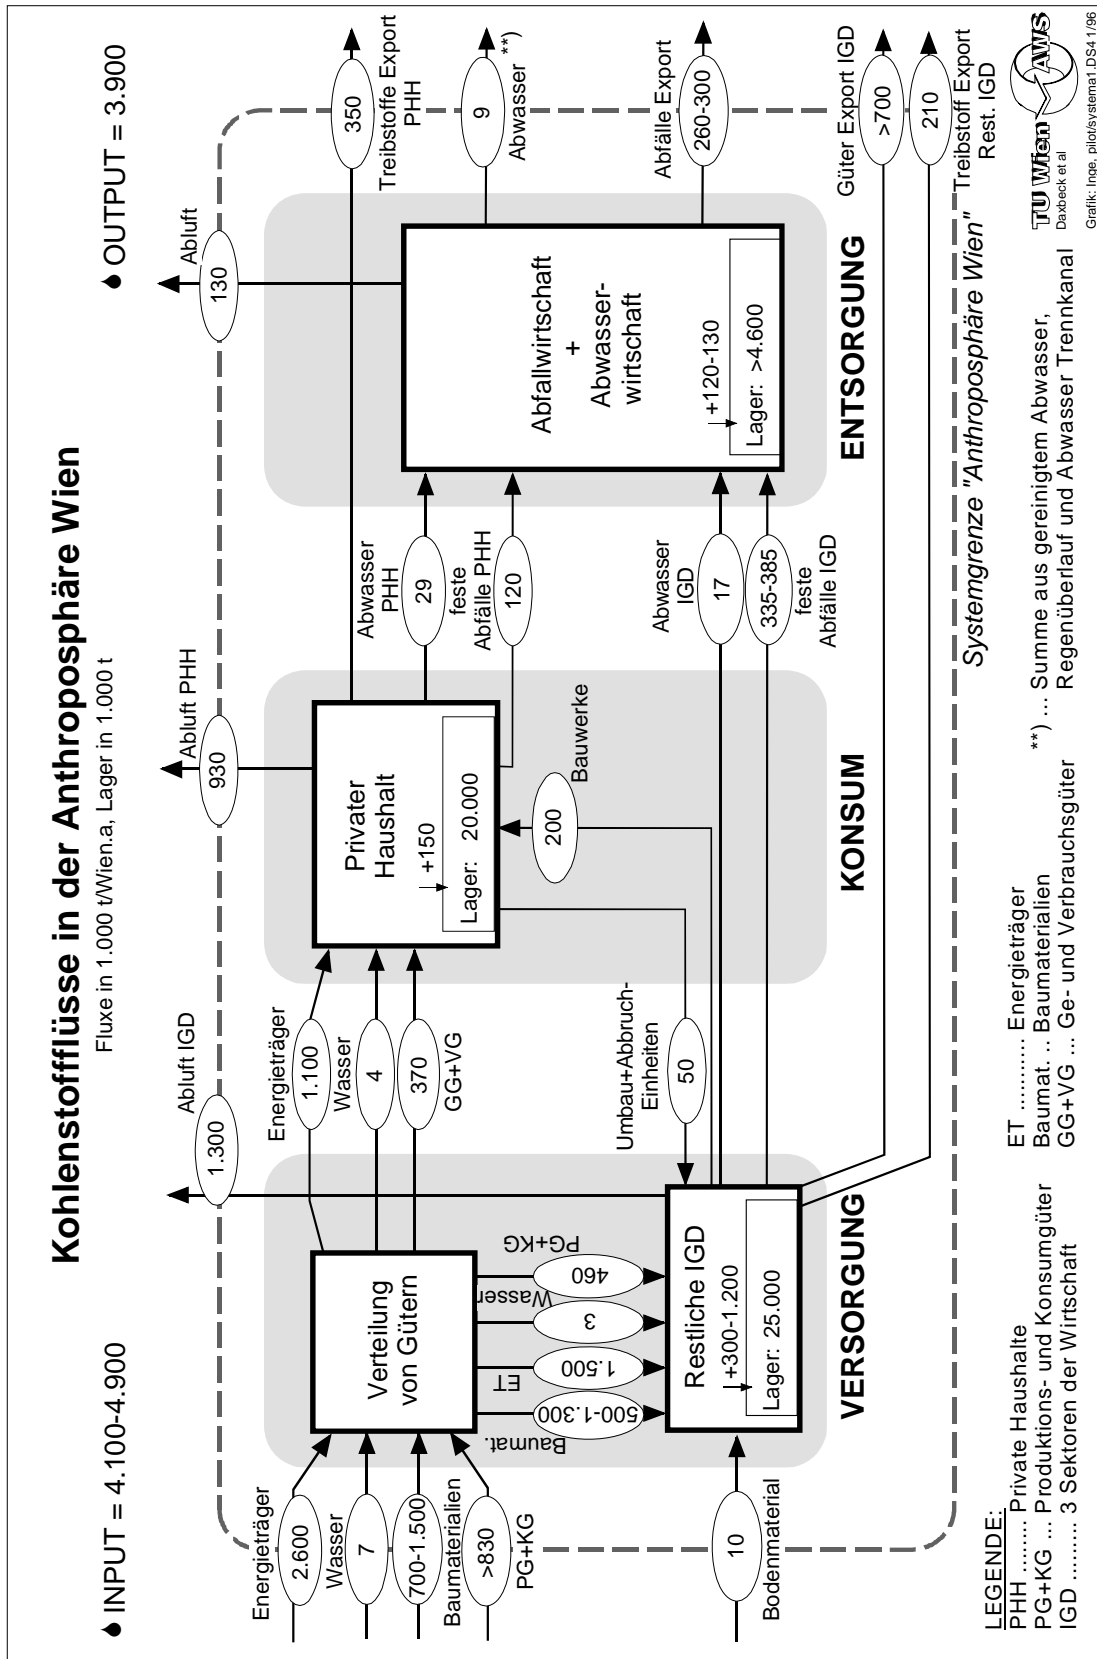 Kohlenstoffflüsse in der Anthroposphäre Wien
Fluxe in 1.000 t/Wien.a, Lager in 1.000 t
INPUT = 4.100-4.900
OUTPUT = 3.900
Abluft IGD
1.300
Abluft PHH
930
Abluft
130
Energieträger
2.600
Wasser
7
700-1.500
Baumaterialien
>830
PG+KG
10
Bodenmaterial
Verteilung
von Gütern
Baumat.
500-1.300
ET
1.500
Wasser
3
PG+KG
460
Restliche IGD
+300-1.200
Lager: 25.000
VERSORGUNG
Energieträger
1.100
Wasser
4
370
GG+VG
Umbau+Abbruch-
Einheiten
50
Privater
Haushalt
+150
Lager: 20.000
200
Bauwerke
KONSUM
Abwasser
PHH
29
feste
Abfälle PHH
120
Abwasser
IGD
17
335-385
feste
Abfälle IGD
Abfallwirtschaft
+
Abwasser-
wirtschaft
+120-130
Lager: >4.600
ENTSORGUNG
350
Treibstoffe Export
PHH
9
Abwasser **)
Abfälle Export
260-300
Güter Export IGD
>700
210
Treibstoff Export
Rest. IGD
Systemgrenze "Anthroposphäre Wien"
LEGENDE:
PHH ........ Private Haushalte
PG+KG ... Produktions- und Konsumgüter
IGD ........ 3 Sektoren der Wirtschaft
ET ........... Energieträger
Baumat. .. Baumaterialien
GG+VG ... Ge- und Verbrauchsgüter
**) ... Summe aus gereinigtem Abwasser,
Regenüberlauf und Abwasser Trennkanal
TU Wien AWS
Daxbeck et al
Grafik: Inge, pilot/systema1.DS4 1/96